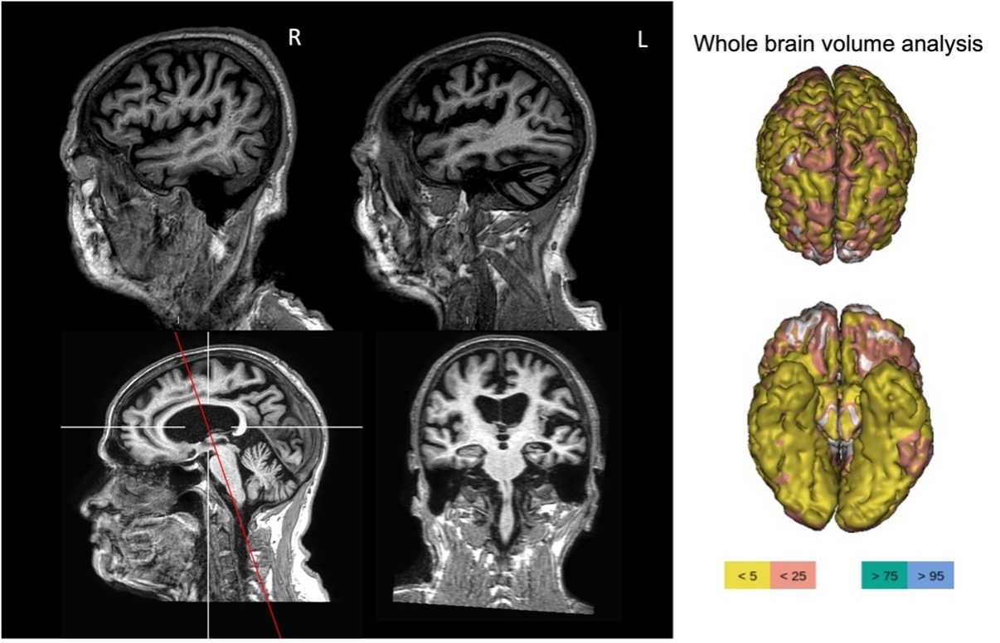 R
L
Whole brain volume analysis
< 5 < 25 > 75 > 95